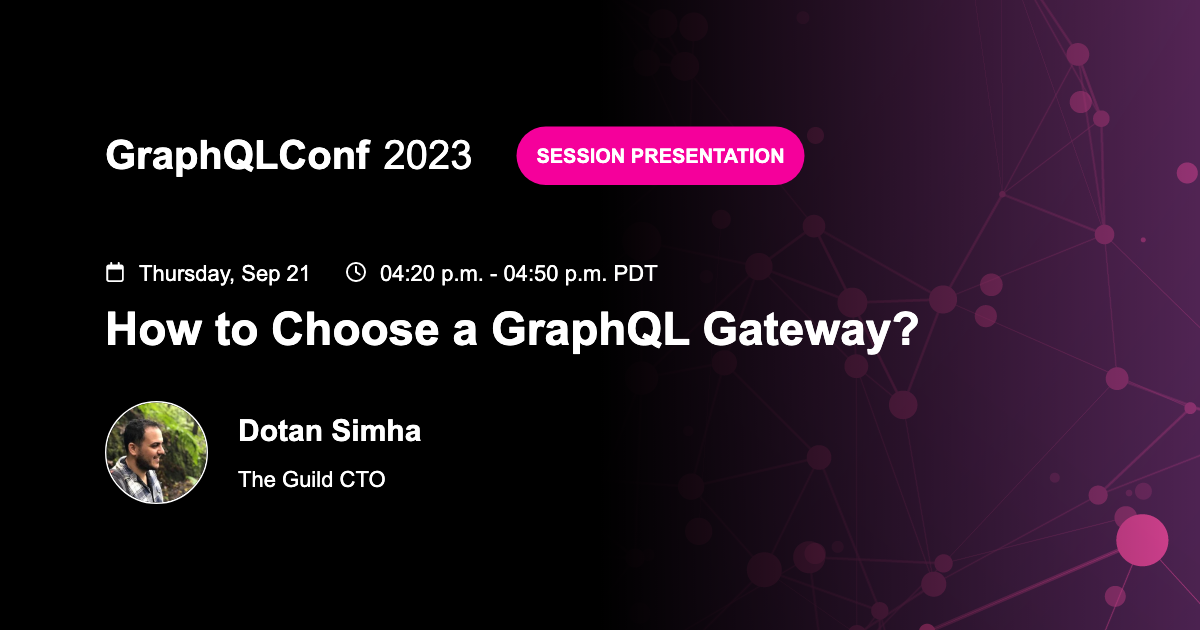 GraphQLConf 2023
SESSION PRESENTATION
Thursday, Sep 21 04:20 p.m. - 04:50 p.m. PDT
How to Choose a GraphQL Gateway?
Dotan Simha
The Guild CTO